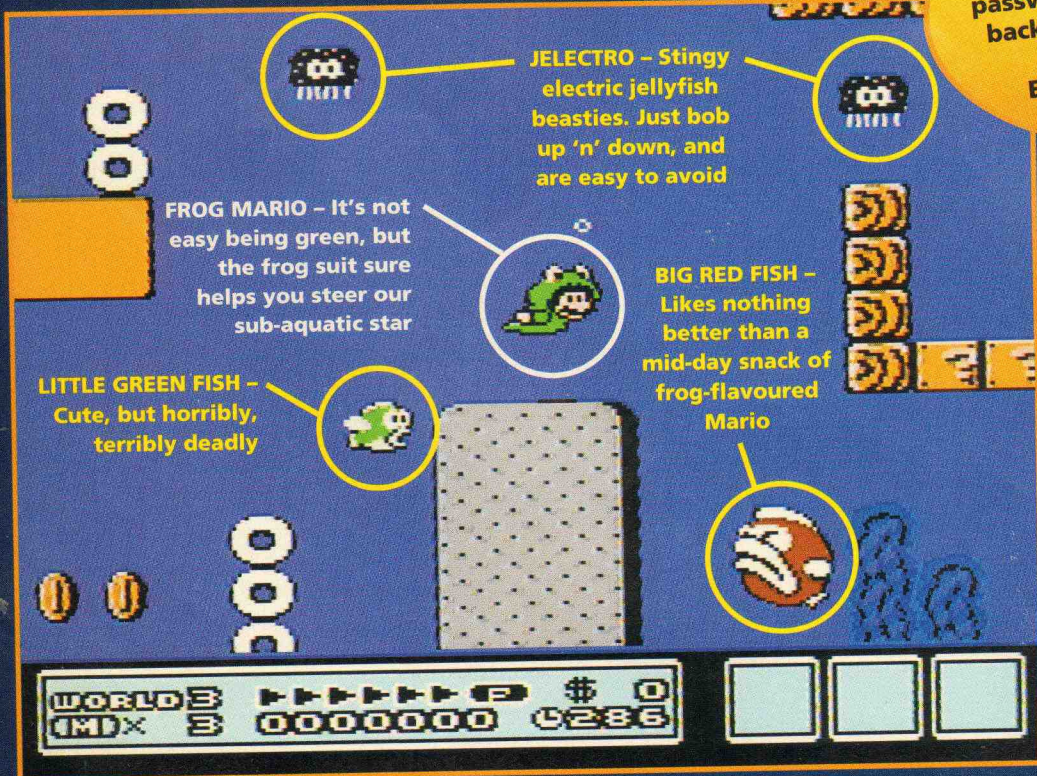 passw
back
E
JELECTRO – Stingy
electric jellyfish
beasties. Just bob
up ‘n’ down, and
are easy to avoid
FROG MARIO – It’s not
easy being green, but
the frog suit sure
helps you steer our
sub-aquatic star
BIG RED FISH –
Likes nothing
better than a
mid-day snack of
frog-flavoured
Mario
LITTLE GREEN FISH –
Cute, but horribly,
terribly deadly
WORLD 3 P $ 0
M× 3 0000000 286